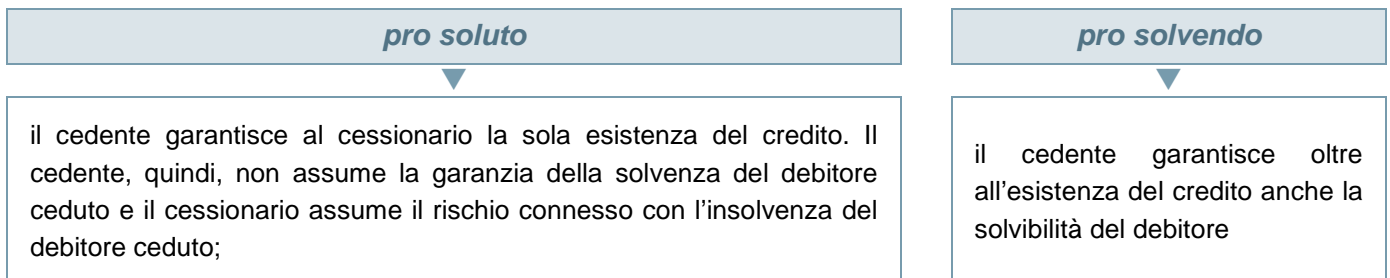 pro soluto
il cedente garantisce al cessionario la sola esistenza del credito. Il
cedente, quindi, non assume la garanzia della solvenza del debitore
ceduto e il cessionario assume il rischio connesso con l’insolvenza del
debitore ceduto;
pro solvendo
il cedente garantisce oltre
all’esistenza del credito anche la
solvibilità del debitore